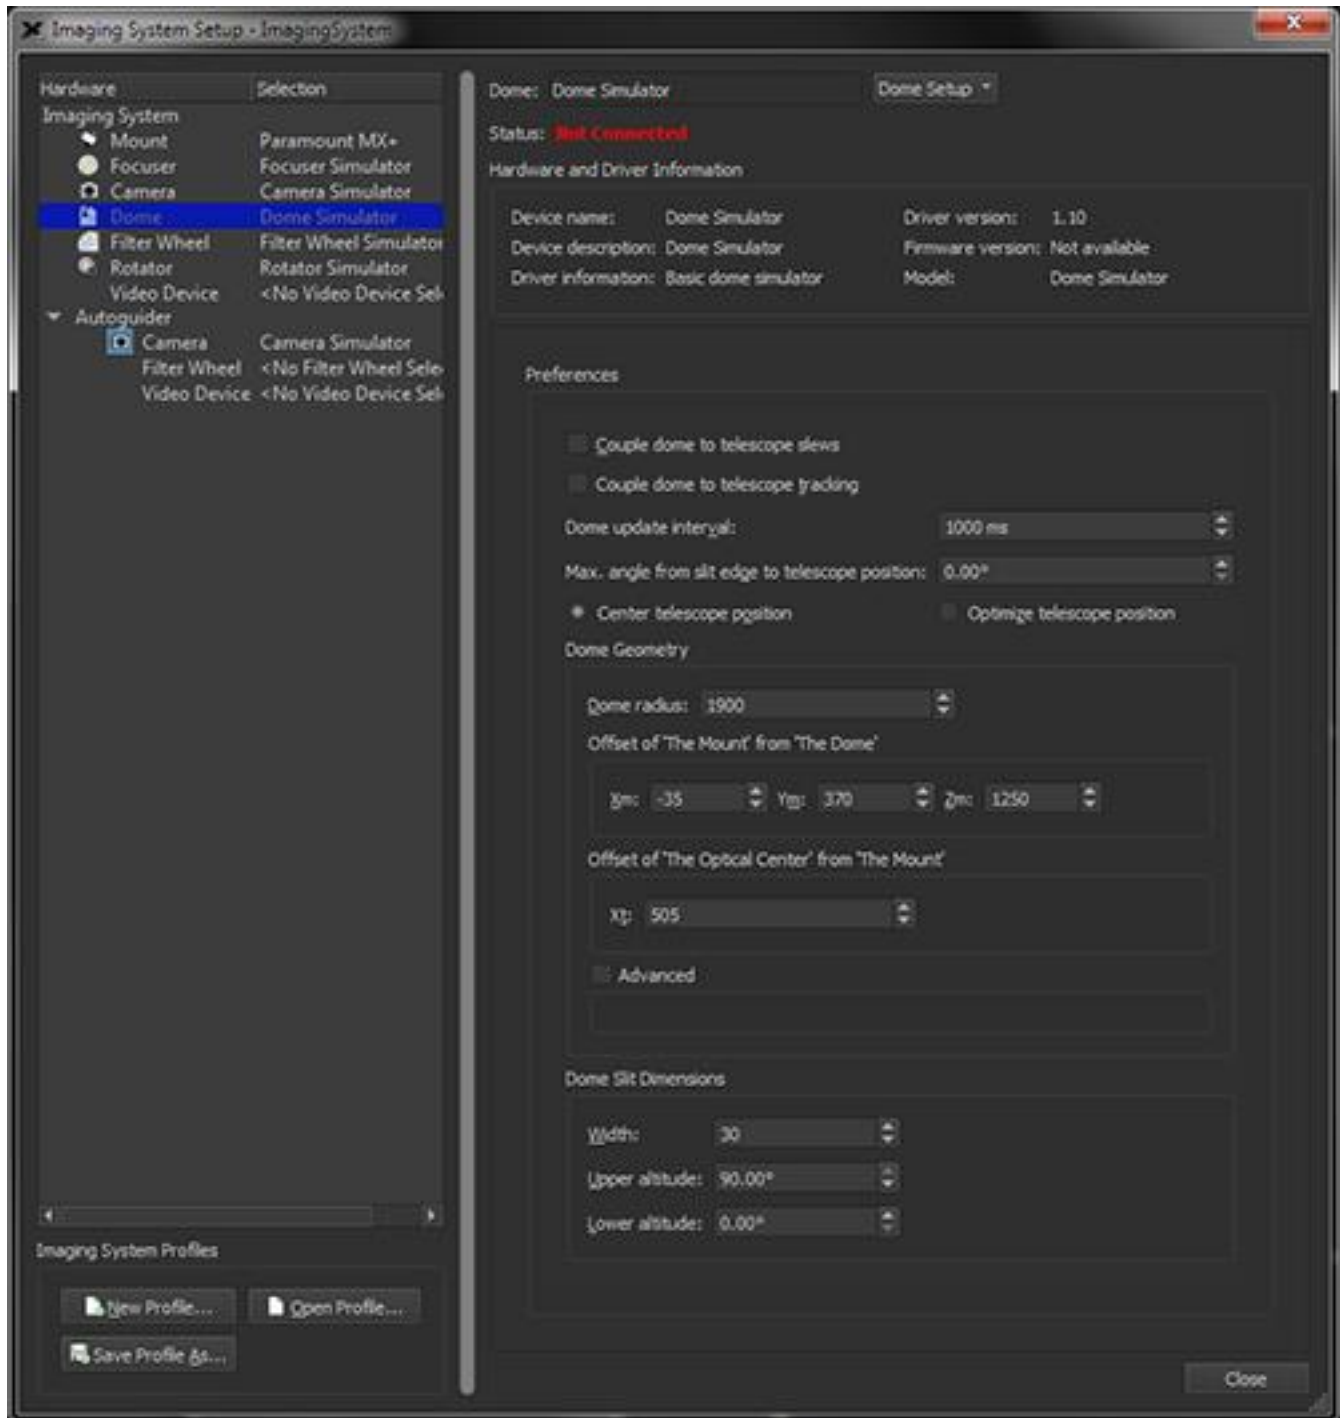 Imaging System Setup - ImagingSystem
Hardware Selection
Imaging System
Mount Paramount MX+
Focuser Focuser Simulator
Camera Camera Simulator
Dome Dome Simulator
Filter Wheel Filter Wheel Simulator
Rotator Rotator Simulator
Video Device <No Video Device Sel
Autoguider
Camera Camera Simulator
Filter Wheel <No Filter Wheel Sele
Video Device <No Video Device Sel
Imaging System Profiles
New Profile... Open Profile...
Save Profile As...
Dome: Dome Simulator Dome Setup
Status: Not Connected
Hardware and Driver Information
Device name: Dome Simulator Driver version: 1.10
Device description: Dome Simulator Firmware version: Not available
Driver information: Basic dome simulator Model: Dome Simulator
Preferences
Couple dome to telescope slews
Couple dome to telescope tracking
Dome update interval: 1000 ms
Max. angle from slit edge to telescope position: 0.00°
Center telescope position Optimize telescope position
Dome Geometry
Dome radius: 1900
Offset of 'The Mount' from 'The Dome'
Xm: -35 Ym: 370 Zm: 1250
Offset of 'The Optical Center' from 'The Mount'
Xt: 505
Advanced
Dome Slit Dimensions
Width: 30
Upper altitude: 90.00°
Lower altitude: 0.00°
Close